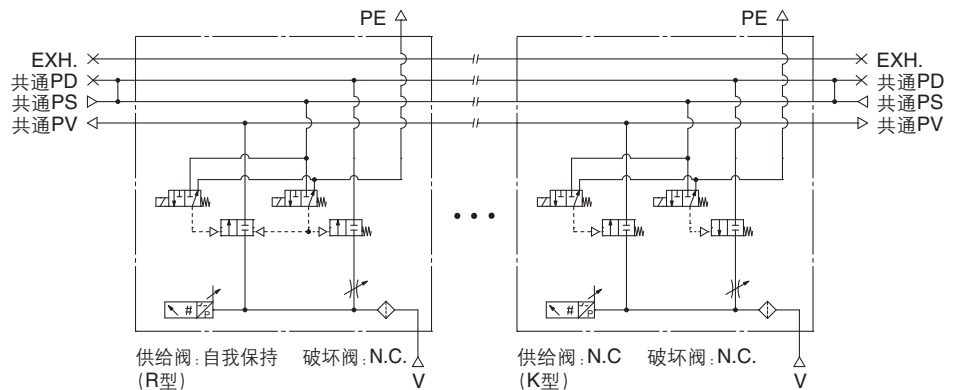 PE
PE
EXH.
EXH.
共通PD
共通PD
共通PS
共通PS
共通PV
共通PV
#
P
#
P
供给阀:自我保持
(R型)
破坏阀:N.C.
V
供给阀:N.C
(K型)
破坏阀:N.C.
V